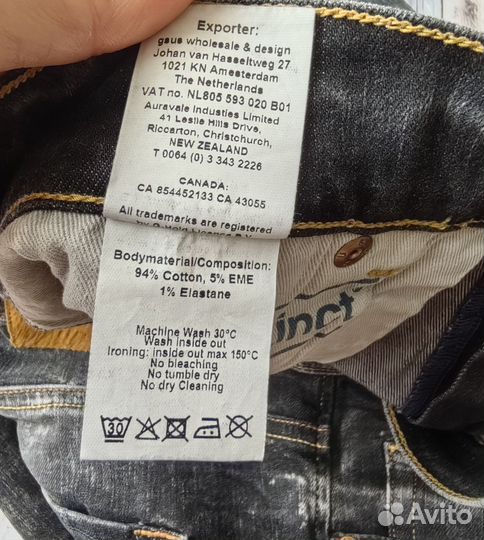 Exporter:
gsus wholesale & design
Johan van Hasseltweg 27
1021 KN Amesterdam
The Netherlands
VAT no. NL805 593 020 B01
Auravale Industies Limited
41 Leslie Hills Drive,
Riccarton, Christchurch,
NEW ZEALAND
T 0064 (0) 3 343 2226
CANADA:
CA 854452133 CA 43055
All trademarks are registered
Bodymaterial/Composition:
94% Cotton, 5% EME
1% Elastane
Machine Wash 30°C
Wash inside out
Ironing: inside out max 150°C
No bleaching
No tumble dry
No dry Cleaning
30
inct
Avito